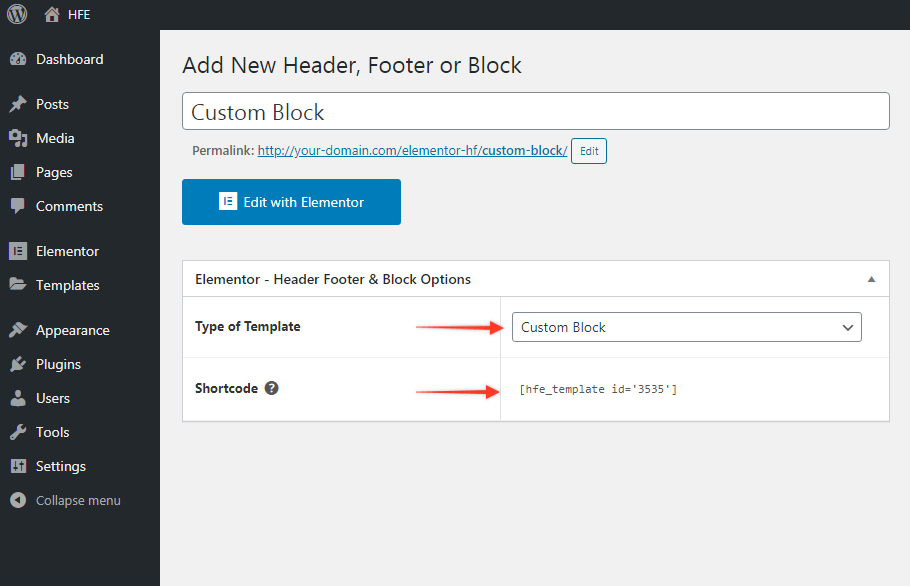 HFE
Dashboard
Posts
Media
Pages
Comments
Elementor
Templates
Appearance
Plugins
Users
Tools
Settings
Collapse menu
Add New Header, Footer or Block
Custom Block
Permalink: http://your-domain.com/elementor-hf/custom-block/ Edit
Edit with Elementor
Elementor - Header Footer & Block Options
Type of Template
Custom Block
Shortcode ?
[hfe_template id='3535']